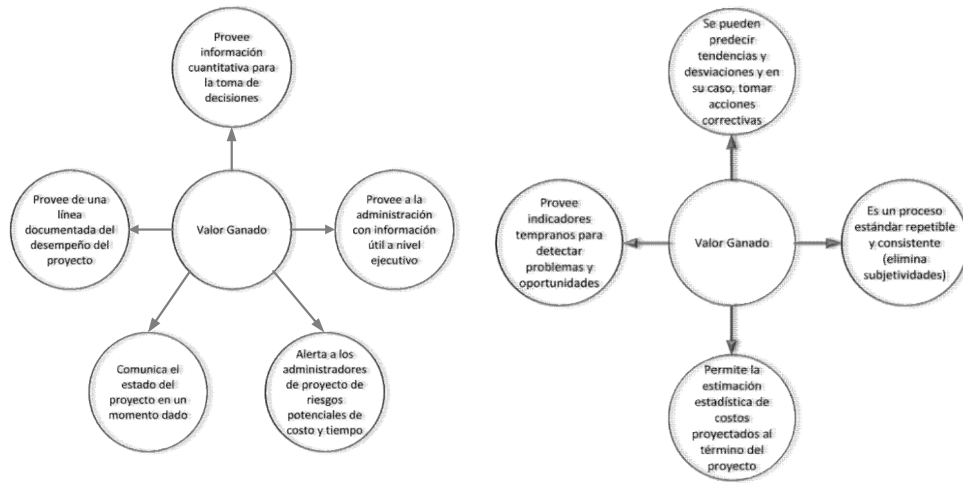 Provee
información
cuantitativa para
la toma de
decisiones
Provee de una
línea
documentada del
desempeño del
proyecto
Valor Ganado
Provee a la
administración con
información
útil a nivel
ejecutivo
Comunica el
estado del
proyecto en un
momento dado
Alerta a los
administradores
de proyecto de
riesgos
potenciales de
costo y tiempo
Se pueden
predecir
tendencias y
desviaciones y en
su caso, tomar
acciones
correctivas
Provee
indicadores
tempranos para
detectar
problemas y
oportunidades
Valor Ganado
Es un proceso
estándar repetible
y consistente
(elimina
subjetividades)
Permite la
estimación
estadística de
costos
proyectados al
término del
proyecto